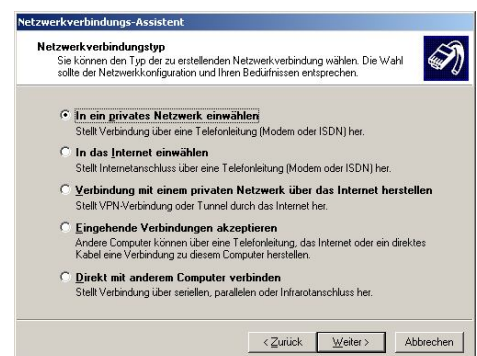 Netzwerkverbindungs-Assistent
Netzwerkverbindungstyp
Sie können den Typ der zu erstellenden Netzwerkverbindung wählen. Die Wahl
sollte der Netzwerkkonfiguration und Ihren Bedürfnissen entsprechen.
In ein privates Netzwerk einwählen
Stellt Verbindung über eine Telefonleitung (Modem oder ISDN) her.
In das Internet einwählen
Stellt Internetanschluss über eine Telefonleitung (Modem oder ISDN) her.
Verbindung mit einem privaten Netzwerk über das Internet herstellen
Stellt VPN-Verbindung oder Tunnel durch das Internet her.
Eingehende Verbindungen akzeptieren
Andere Computer können über eine Telefonleitung, das Internet oder ein direktes
Kabel eine Verbindung zu diesem Computer herstellen.
Direkt mit anderem Computer verbinden
Stellt Verbindung über seriellen, parallelen oder Infrarotanschluss her.
< Zurück Weiter > Abbrechen